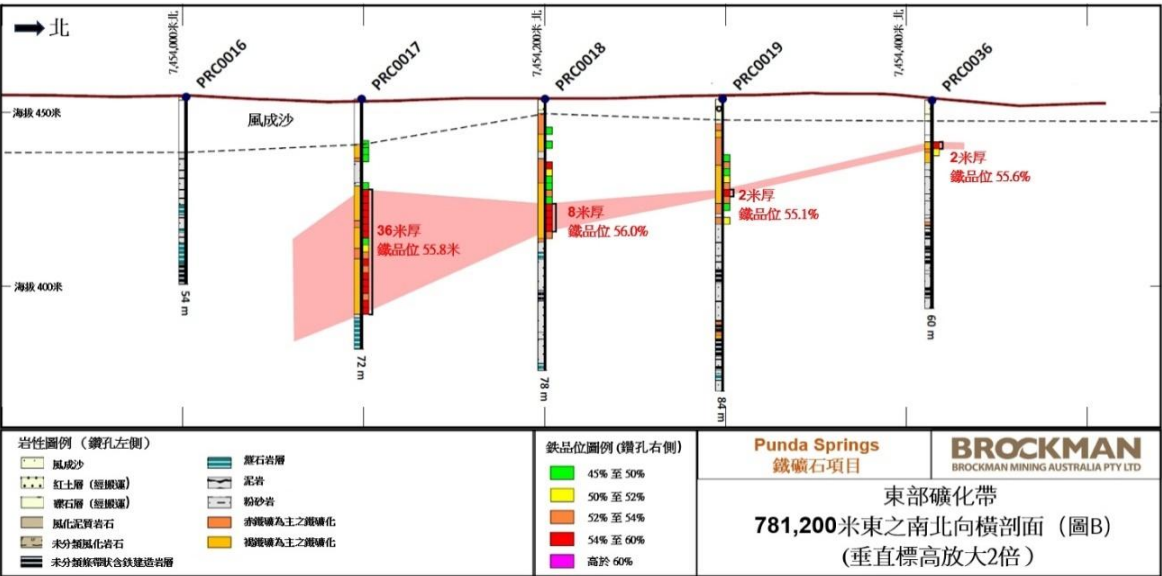 北
7,454,000米北
PRC0016
PRC0017
7,454,200米北
PRC0018
PRC0019
7,454,400米北
PRC0036
海拔 450米
風成沙
2米厚
鐵品位 55.6%
2米厚
鐵品位 55.1%
8米厚
鐵品位 56.0%
36米厚
鐵品位 55.8米
海拔 400米
54 m
72 m
78 m
84 m
60 m
岩性圖例（鑽孔左側）
風成沙
紅土層（經搬運）
礫石層（經搬運）
風化泥質岩石
未分類風化岩石
未分類條帶狀含鉄建造岩層
燧石岩層
泥岩
粉砂岩
赤鐵礦為主之鐵礦化
褐鐵礦為主之鐵礦化
鉄品位圖例 (鑽孔右側)
45% 至 50%
50% 至 52%
52% 至 54%
54% 至 60%
高於 60%
Punda Springs
鐵礦石項目
BROCKMAN
BROCKMAN MINING AUSTRALIA PTY LTD
東部礦化帶
781,200米東之南北向橫剖面（圖B）
(垂直標高放大2倍）